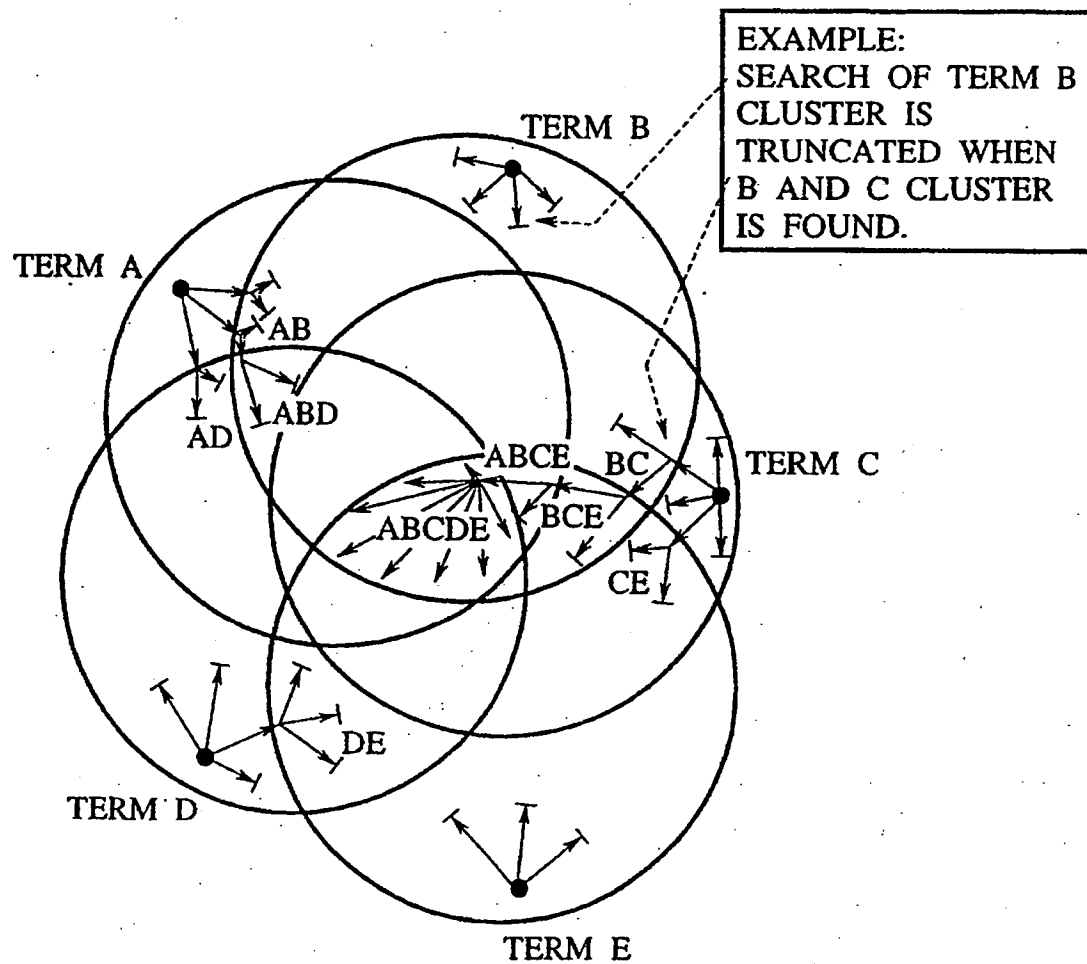 EXAMPLE:
SEARCH OF TERM B
CLUSTER IS
TRUNCATED WHEN
B AND C CLUSTER
IS FOUND.
TERM B
TERM A
AB
ABD
AD
ABCE
BC
TERM C
ABCDE
BCE
CE
DE
TERM D
TERM E